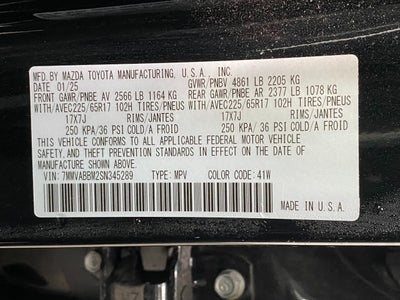 MFD.BY MAZDA TOYOTA MANUFACTURING, U.S.A., INC.
DATE 01/25 GVWR/PNBV 4861 LB 2205 KG
FRONT GAWR/PNBE AV 2566 LB 1164 KG REAR GAWR/PNBE AR 2377 LB 1078 KG
W/AVEC225/65R17 102H TIRES/PNEUS W/AVEC225/65R17 102H TIRES/PNEUS
17X7J RIMS/JANTES 17X7J RIMS/JANTES
250 KPA/36 PSI COLD/A FROID 250 KPA/36 PSI COLD/A FROID
THIS VEHICLE CONFORMS TO ALL APPLICABLE FEDERAL MOTOR VEHICLE
SAFETY, AND THEFT PREVENTION STANDARDS IN EFFECT ON THE DATE OF
MANUFACTURE SHOWN ABOVE.
VIN:7MMVABBM2SN345289 TYPE: MPV COLOR CODE: 41W
MADE IN U.S.A.